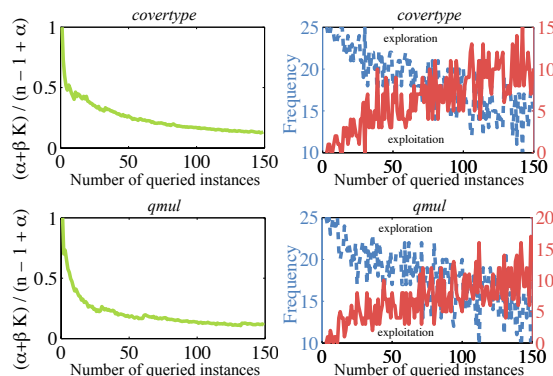 covertype
covertype
(α+β K) / (n − 1 + α)
1
0.5
0
0 50 100 150
Number of queried instances
Frequency
25
20
15
10
exploration
exploitation
15
10
5
0
0 50 100 150
Number of queried instances
qmul
qmul
(α+β K) / (n − 1 + α)
1
0.5
0
0 50 100 150
Number of queried instances
Frequency
25
20
15
10
exploration
exploitation
20
15
10
5
0
0 50 100 150
Number of queried instances